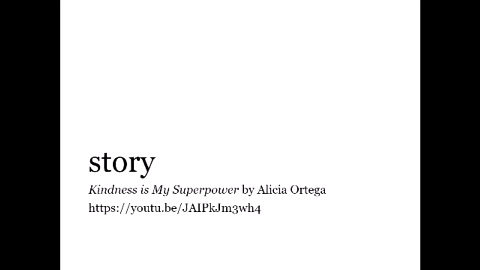 story
Kindness is My Superpower by Alicia Ortega
https://youtu.be/JAIPkJm3wh4